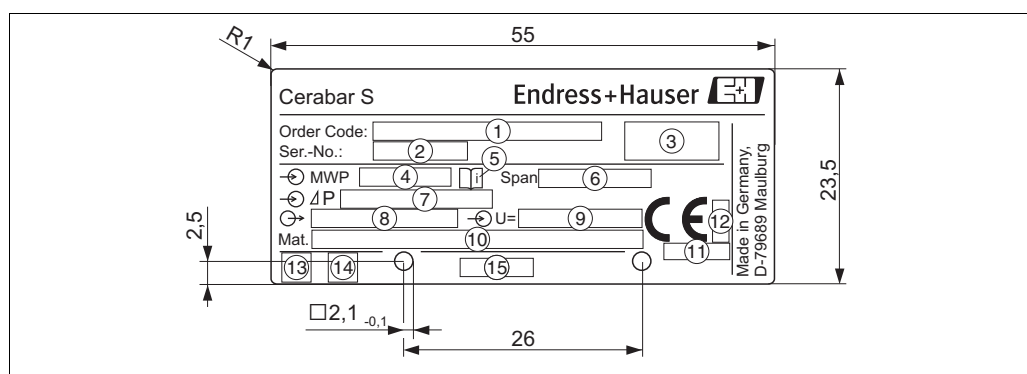 55
R1
Cerabar S
Endress+Hauser
Order Code: 1
3
Ser.-No.: 2
5
MWP 4 i Span 6
⊿P 7
8 U= 9 CE 12
Mat. 10
11
13 14 15
Made in Germany,
D-79689 Maulburg
23,5
2,5
□2,1 -0,1
26